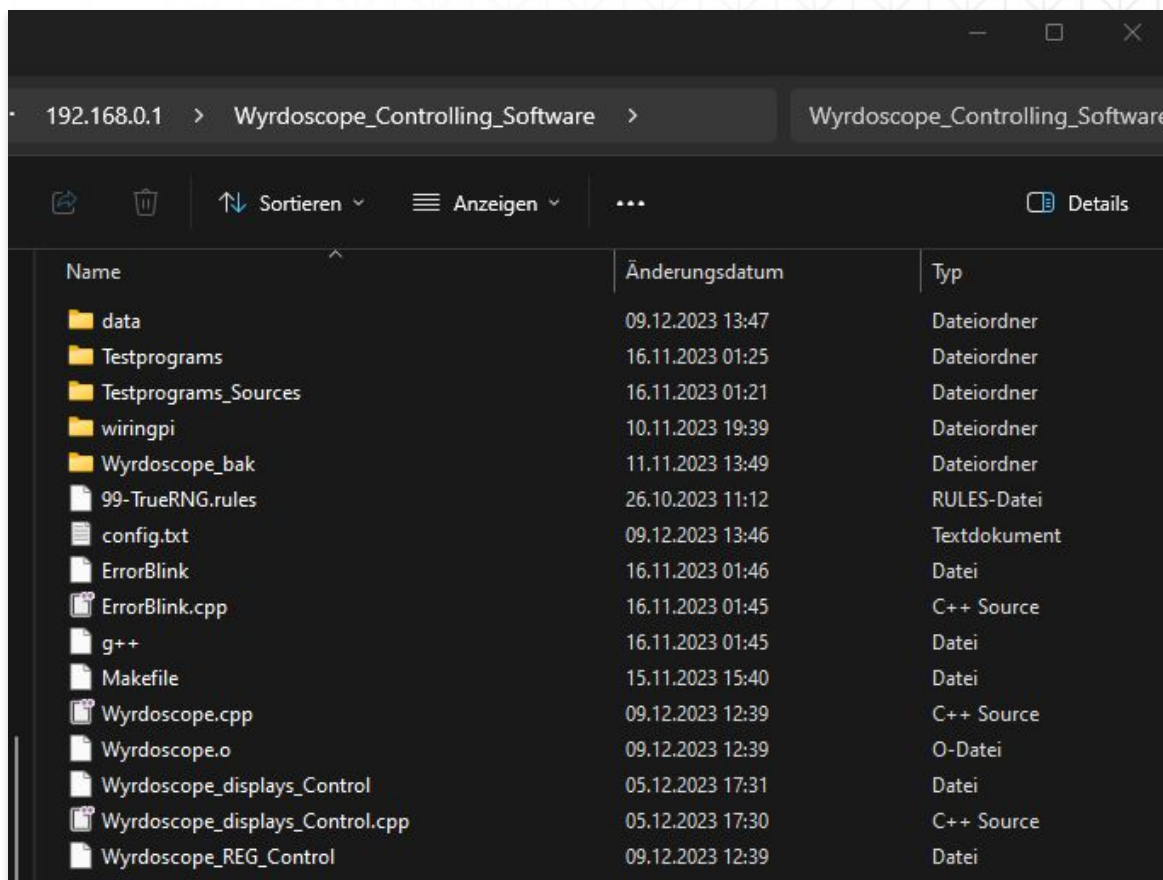 192.168.0.1 > Wyrdoscope_Controlling_Software > Wyrdoscope_Controlling_Software
Sortieren Anzeigen ... Details
Name Änderungsdatum Typ
data 09.12.2023 13:47 Dateiordner
Testprograms 16.11.2023 01:25 Dateiordner
Testprograms_Sources 16.11.2023 01:21 Dateiordner
wiringpi 10.11.2023 19:39 Dateiordner
Wyrdoscope_bak 11.11.2023 13:49 Dateiordner
99-TrueRNG.rules 26.10.2023 11:12 RULES-Datei
config.txt 09.12.2023 13:46 Textdokument
ErrorBlink 16.11.2023 01:46 Datei
ErrorBlink.cpp 16.11.2023 01:45 C++ Source
g++ 16.11.2023 01:45 Datei
Makefile 15.11.2023 15:40 Datei
Wyrdoscope.cpp 09.12.2023 12:39 C++ Source
Wyrdoscope.o 09.12.2023 12:39 O-Datei
Wyrdoscope_displays_Control 05.12.2023 17:31 Datei
Wyrdoscope_displays_Control.cpp 05.12.2023 17:30 C++ Source
Wyrdoscope_REG_Control 09.12.2023 12:39 Datei